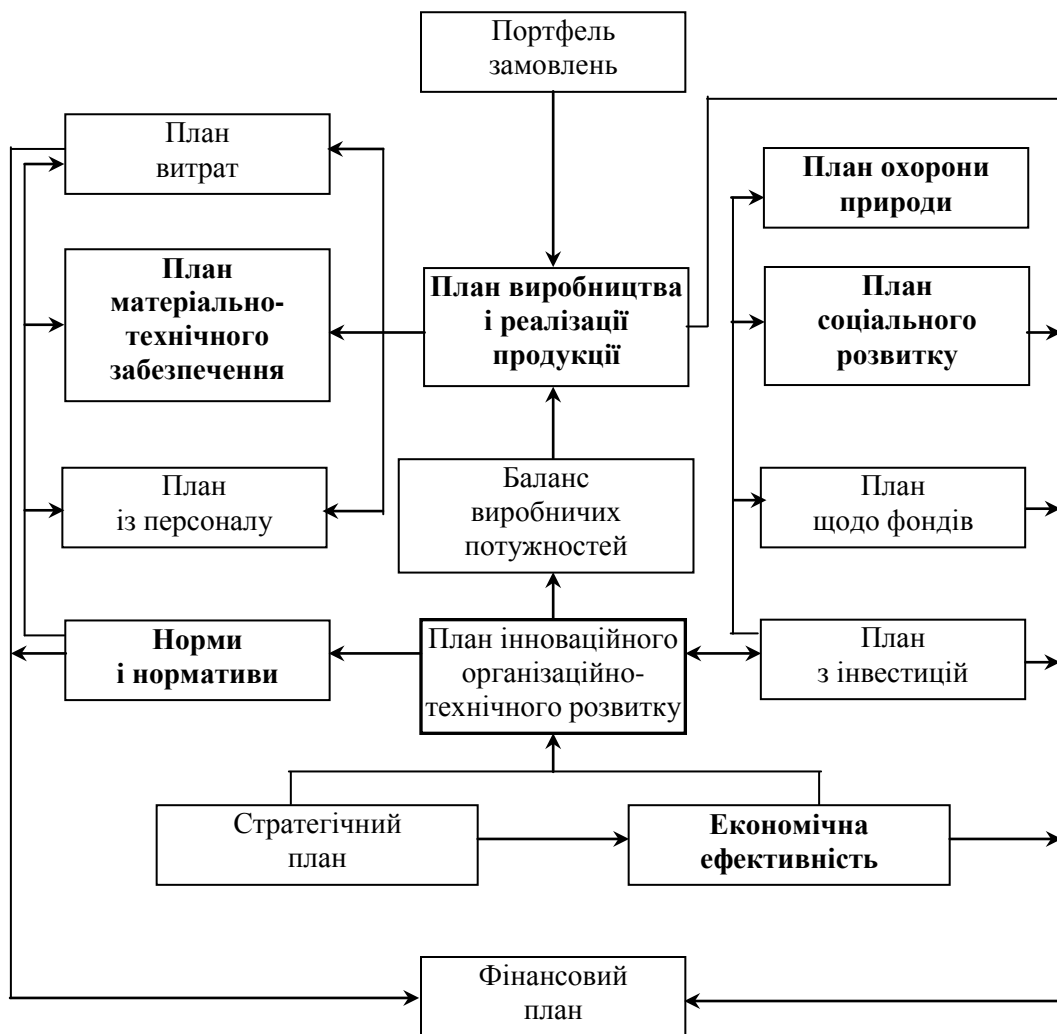 Портфель
замовлень
План
витрат
План охорони
природи
План
матеріально-
технічного
забезпечення
План виробництва
і реалізації
продукції
План
соціального
розвитку
План
із персоналу
Баланс
виробничих
потужностей
План
щодо фондів
Норми
і нормативи
План інноваційного
організаційно-
технічного розвитку
План
з інвестицій
Стратегічний
план
Економічна
ефективність
Фінансовий
план